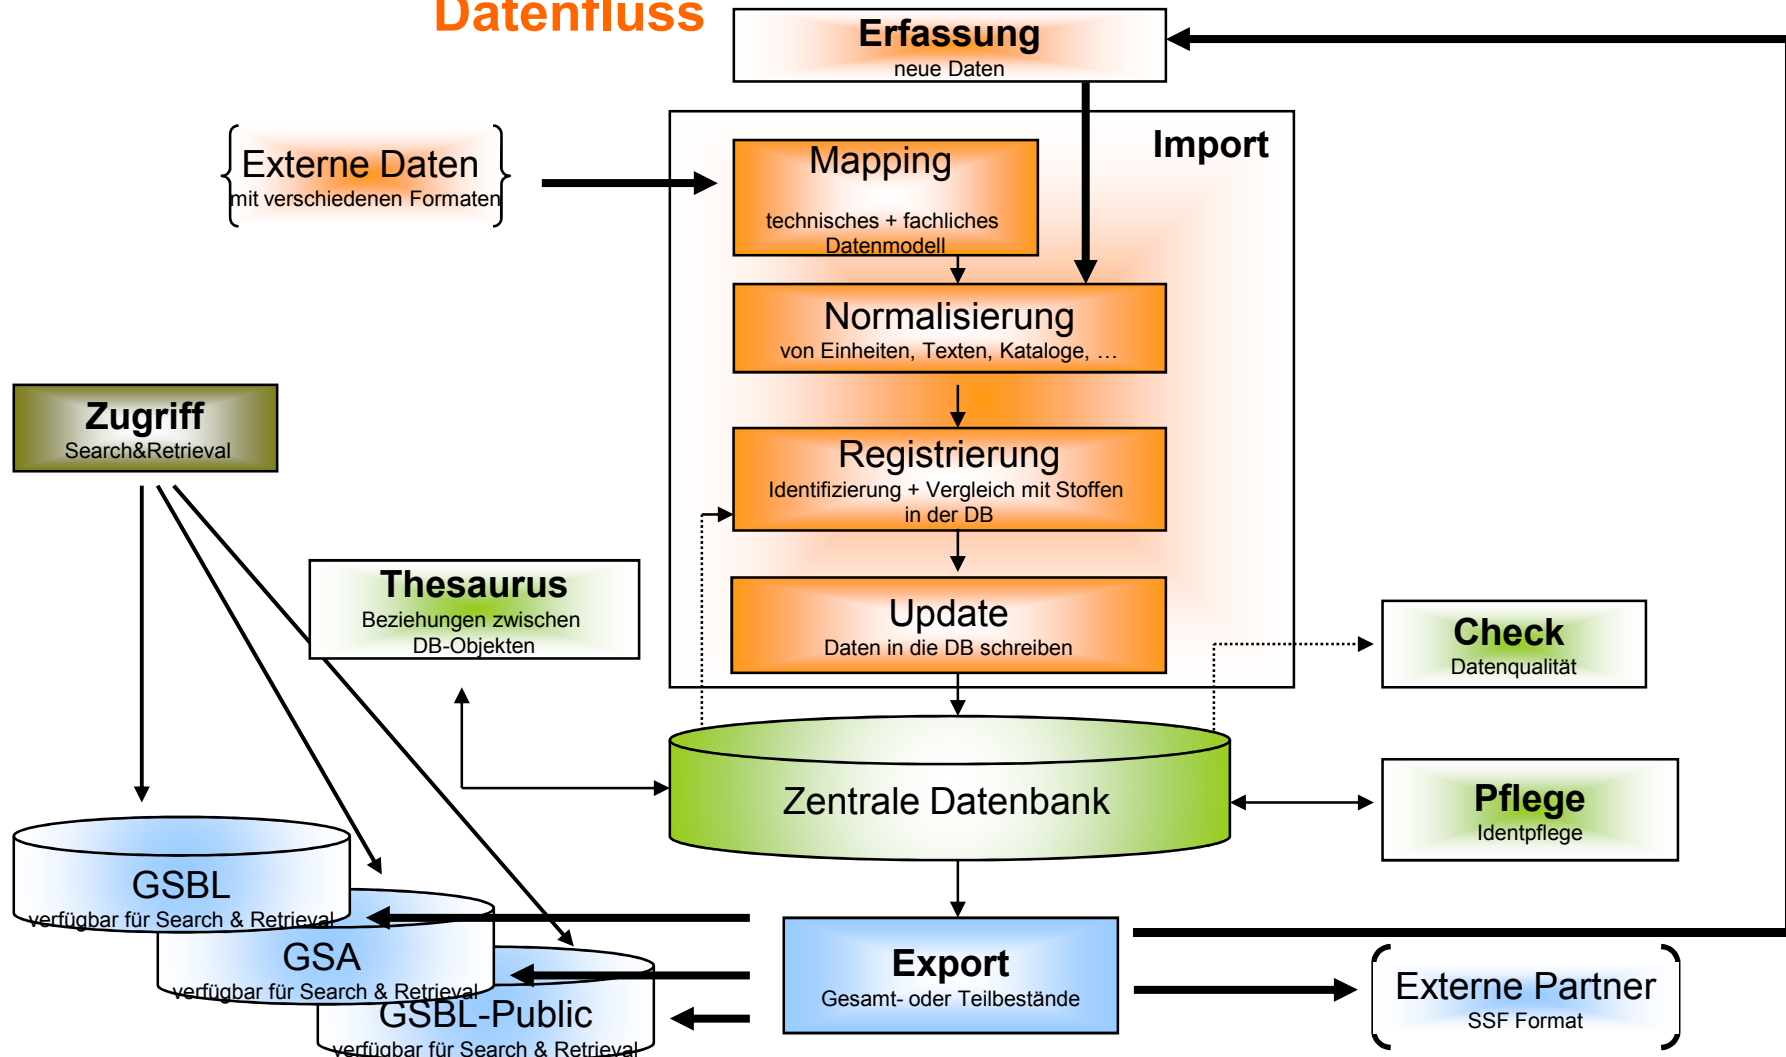 Datenfluss
Erfassung
neue Daten
Import
Externe Daten
mit verschiedenen Formaten
Mapping
technisches + fachliches
Datenmodell
Normalisierung
von Einheiten, Texten, Kataloge, …
Zugriff
Search&Retrieval
Registrierung
Identifizierung + Vergleich mit Stoffen
in der DB
Thesaurus
Beziehungen zwischen
DB-Objekten
Update
Daten in die DB schreiben
Check
Datenqualität
Zentrale Datenbank
Pflege
Identpflege
GSBL
verfügbar für Search & Retrieval
GSA
verfügbar für Search & Retrieval
GSBL-Public
verfügbar für Search & Retrieval
Export
Gesamt- oder Teilbestände
Externe Partner
SSF Format